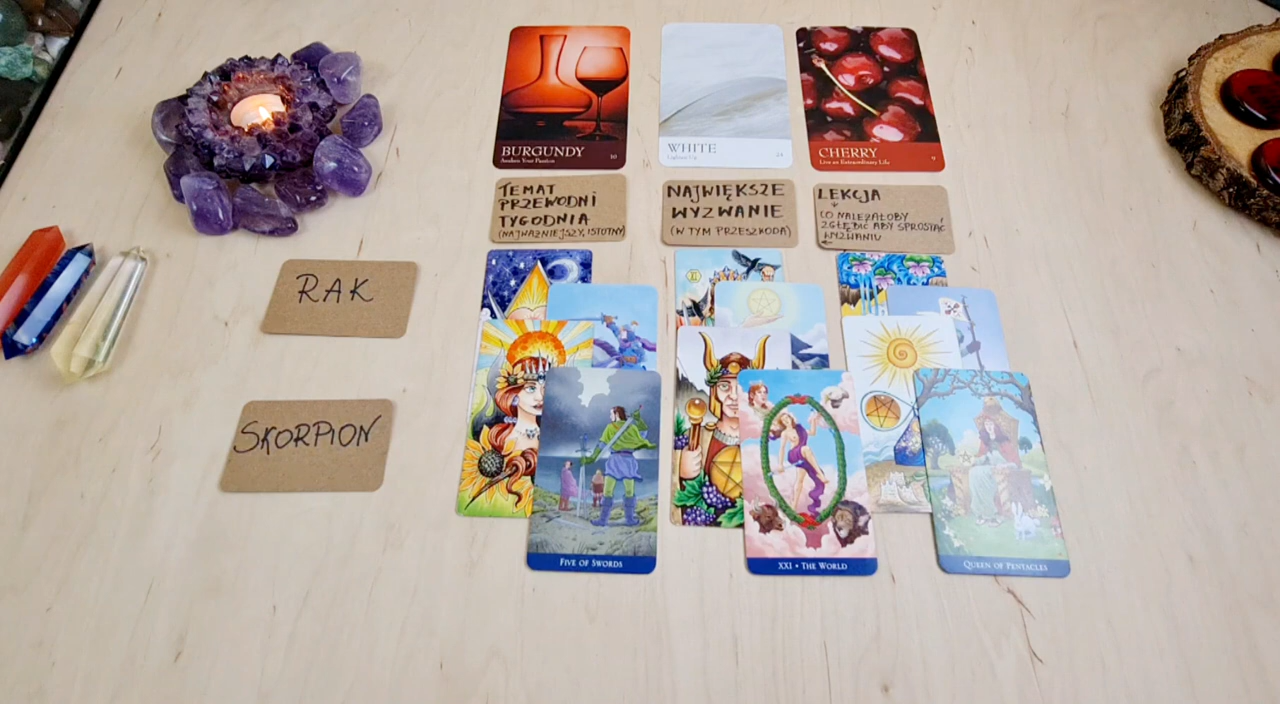 BURGUNDY
Awaken Your Passion
10
WHITE
Lighten Up
24
CHERRY
Live an Extraordinary Life
9
TEMAT
PRZEWODNI
TYGODNIA
(NAJWAŻNIEJSZY, ISTOTNY)
NAJWIĘKSZE
WYZWANIE
(W TYM PRZESZKODA)
LEKCJA
CO NALEŻAŁOBY
ZGŁĘBIĆ ABY SPROSTAĆ
WYZWANIU
RAK
SKORPION
FIVE OF SWORDS
XXI • THE WORLD
QUEEN OF PENTACLES